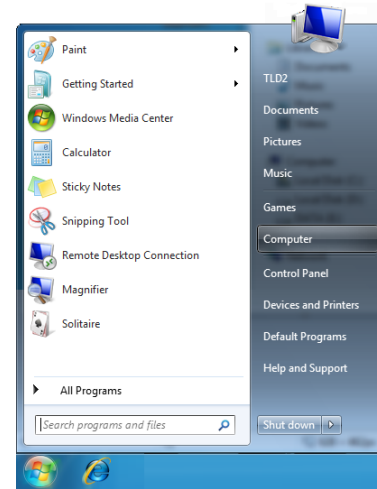 Paint
Getting Started
Windows Media Center
Calculator
Sticky Notes
Snipping Tool
Remote Desktop Connection
Magnifier
Solitaire
All Programs
Search programs and files
TLD2
Documents
Pictures
Music
Games
Computer
Control Panel
Devices and Printers
Default Programs
Help and Support
Shut down